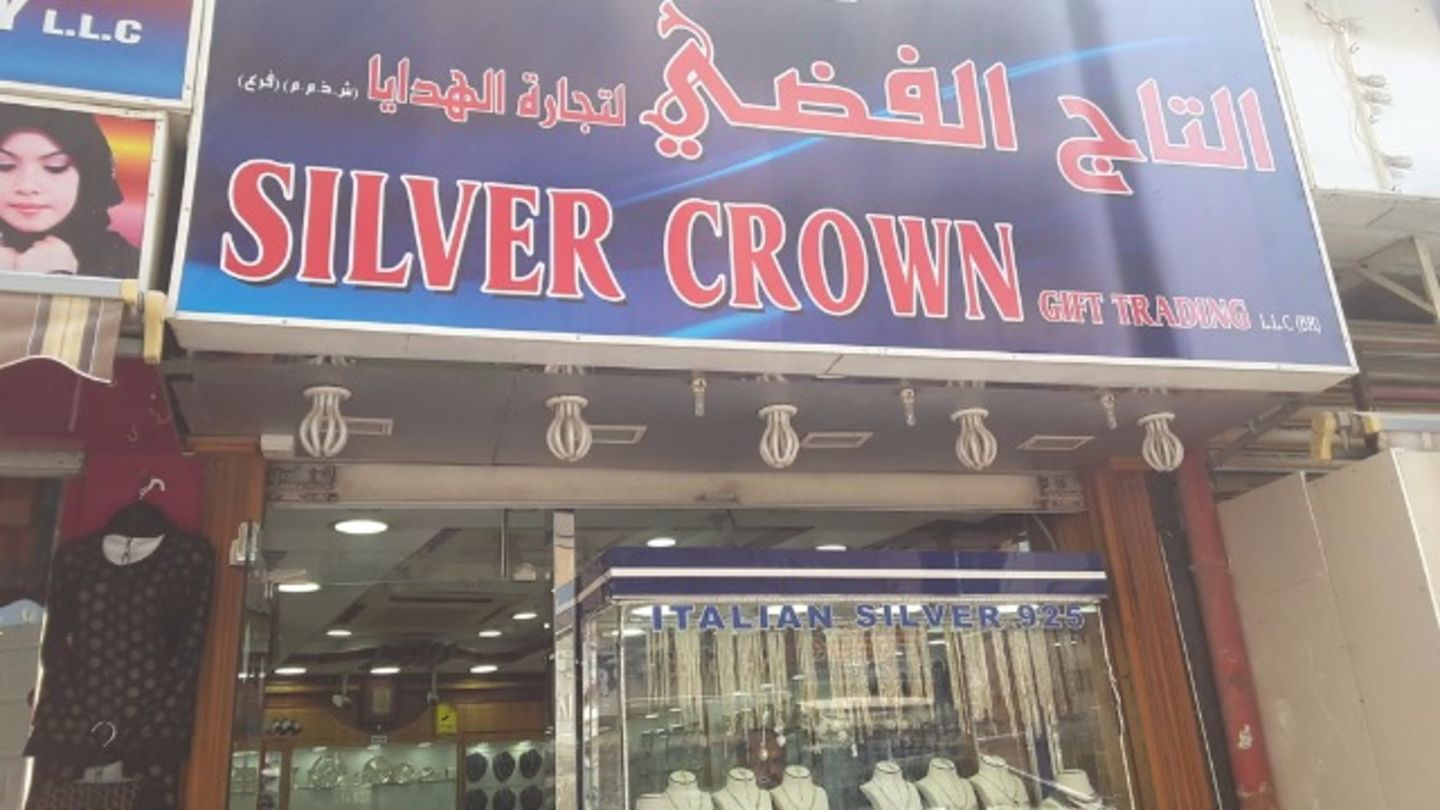 Y L.L.C
التاج الفضي لتجارة الهدايا (ش.ذ.م.م) (فرع)
SILVER CROWN GIFT TRADING L.L.C (BR)
ITALIAN SILVER 925